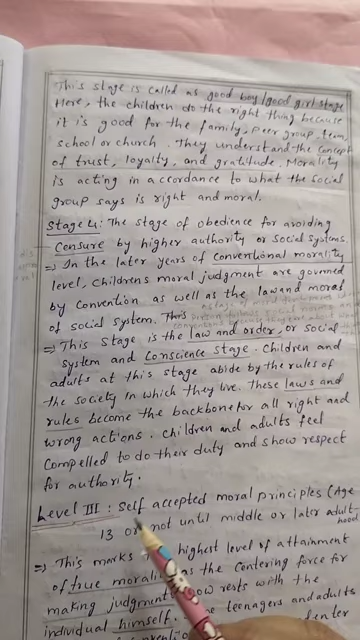 This stage is called as good boy/good girl stage
Here, the children do the right thing because
it is good for the family, peer group, team,
school or church. They understand the concept
of trust, loyalty, and gratitude. Morality
is acting in accordance to what the social
group says is right and moral.
Stage 4: The stage of obedience for avoiding
censure by higher authority or social systems.
⇒ In the later years of conventional morality
level, childrens moral judgment are governed
by convention as well as the law and mores
of social system.
⇒ This stage is the law and order, or social
system and conscience stage. Children and
adults at this stage abide by the rules of
the society in which they live. These laws and
rules become the backbone for all right and
wrong actions. children and adults feel
compelled to do their duty and show respect
for authority.
Level III : Self accepted moral principles (Age
13 or not until middle or later adulthood
⇒ This marks highest level of attainment
of true morality as the centering force for
making judgment now rests with the
individual himself. teenagers and adults